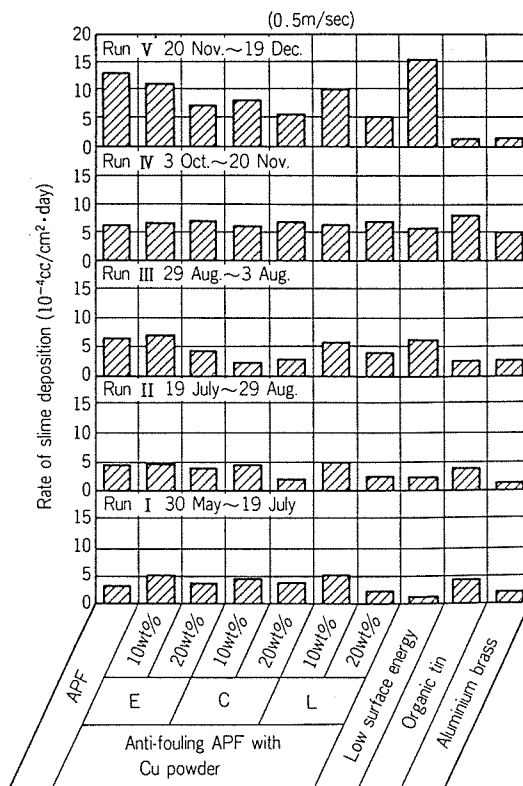 (0.5m/sec)
Rate of slime deposition (10⁻⁴cc/cm²·day)
20
Run V 20 Nov.~19 Dec.
15
10
5
0
Run IV 3 Oct.~20 Nov.
15
10
5
0
Run III 29 Aug.~3 Aug.
15
10
5
0
Run II 19 July~29 Aug.
15
10
5
0
Run I 30 May~19 July
15
10
5
0
APF
10wt%
20wt%
10wt%
20wt%
10wt%
20wt%
Low surface energy
Organic tin
Aluminium brass
E C L
Anti-fouling APF with
Cu powder